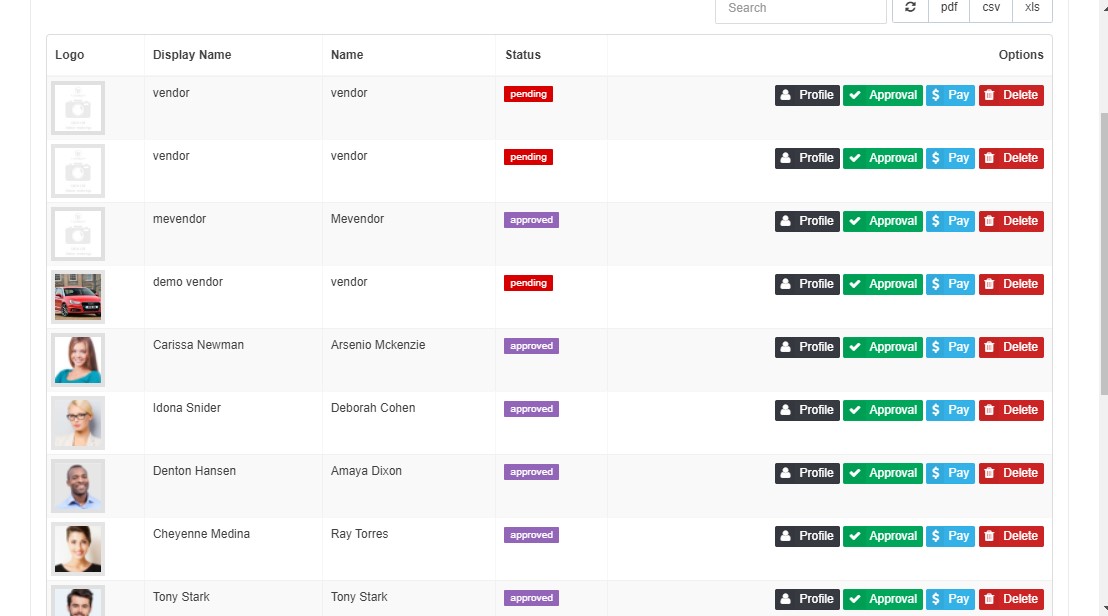 Search pdf csv xls
Logo Display Name Name Status Options
vendor vendor pending Profile Approval $ Pay Delete
vendor vendor pending Profile Approval $ Pay Delete
mevendor Mevendor approved Profile Approval $ Pay Delete
demo vendor vendor pending Profile Approval $ Pay Delete
Carissa Newman Arsenio Mckenzie approved Profile Approval $ Pay Delete
Idona Snider Deborah Cohen approved Profile Approval $ Pay Delete
Denton Hansen Amaya Dixon approved Profile Approval $ Pay Delete
Cheyenne Medina Ray Torres approved Profile Approval $ Pay Delete
Tony Stark Tony Stark approved Profile Approval $ Pay Delete